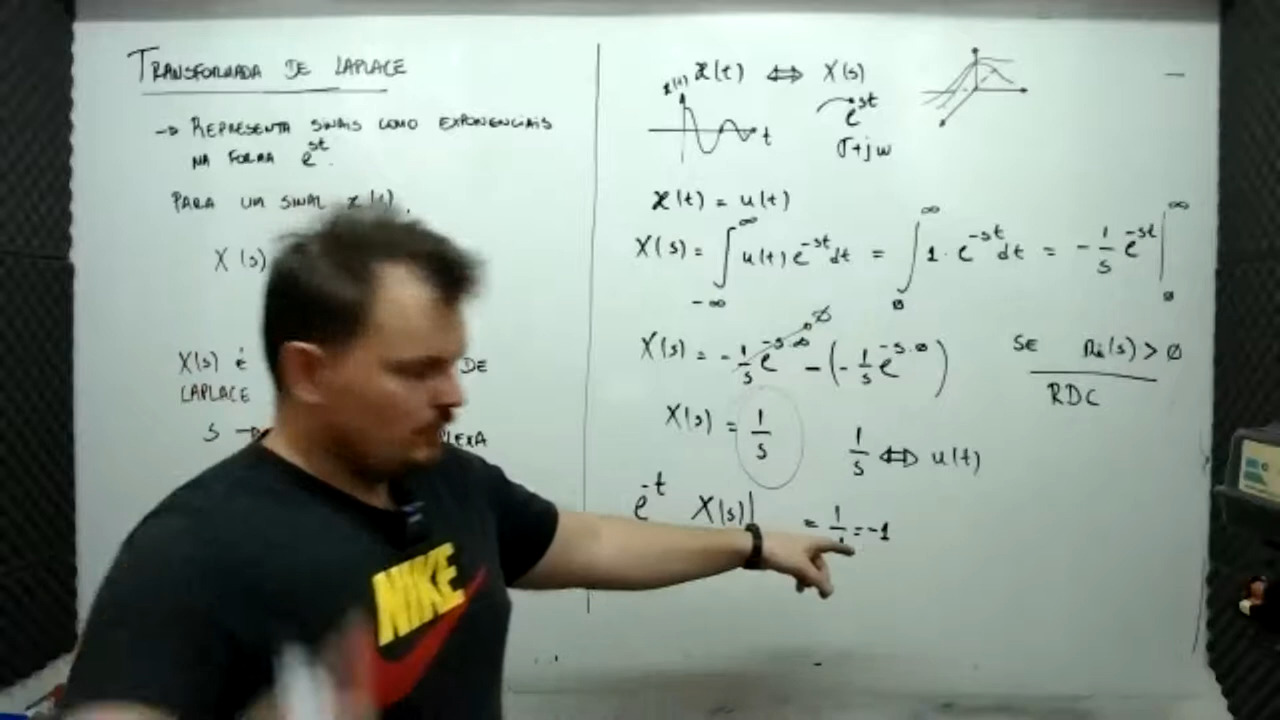 TRANSFORMADA DE LAPLACE
-> REPRESENTA SINAIS COMO EXPONENCIAIS
NA FORMA e^st.
PARA UM SINAL x(t),
X(s)
X(s) é DE
LAPLACE
s ->
x(t) ⇔ X(s)
x(t)
t
e^st
σ+jω
x(t) = u(t)
X(s) = ∫_{-∞}^{∞} u(t) e^{-st} dt = ∫_0^∞ 1·e^{-st} dt = -1/s e^{-st} |_0^∞
X(s) = -1/s e^{-s·∞} → 0 - (-1/s e^{-s·0}) SE Re(s) > 0
RDC
X(s) = 1/s
1/s ⇔ u(t)
e^{-t} X(s)| = 1/ = -1
NIKE